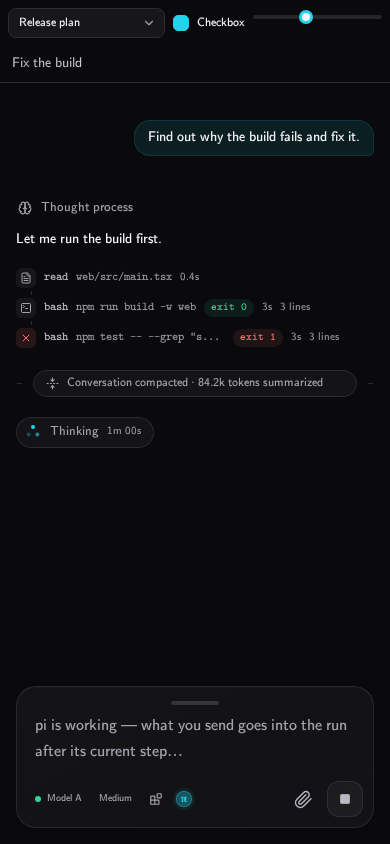 Release plan
Checkbox
Fix the build
Find out why the build fails and fix it.
Thought process
Let me run the build first.
read web/src/main.tsx 0.4s
bash npm run build -w web exit 0 3s 3 lines
bash npm test -- --grep "s... exit 1 3s 3 lines
Conversation compacted · 84.2k tokens summarized
Thinking 1m 00s
pi is working — what you send goes into the run
after its current step…
Model A Medium π